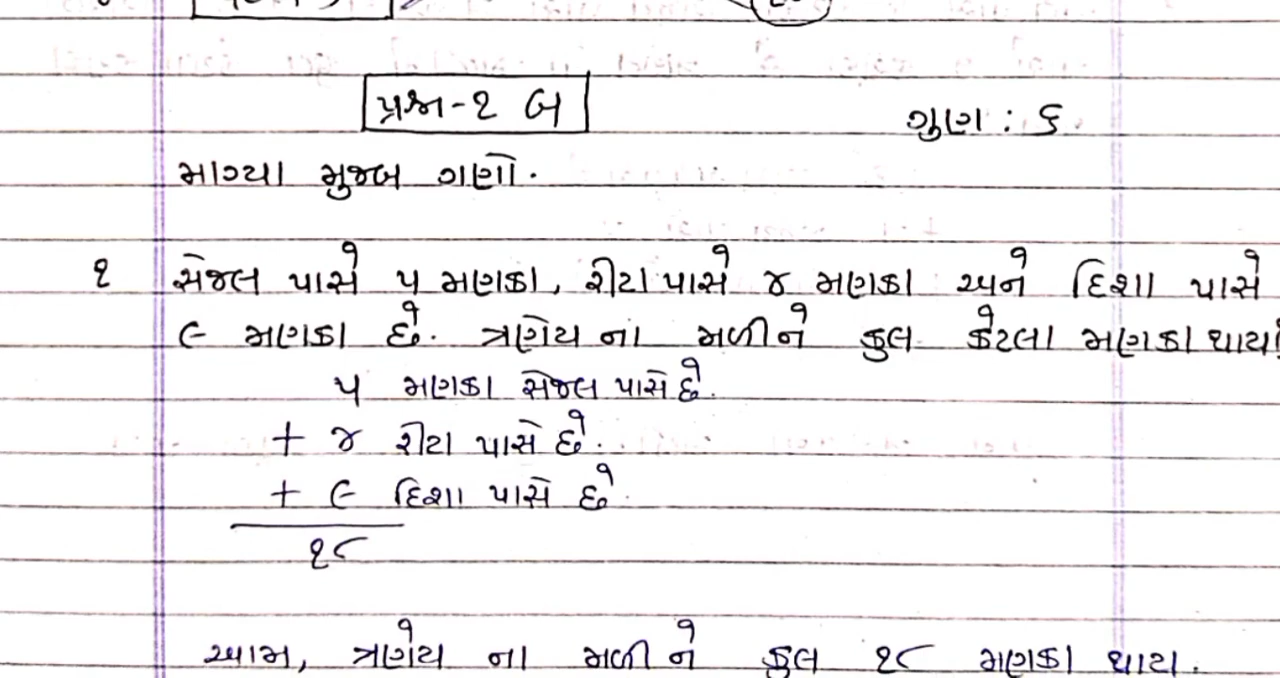 પ્રશ્ન-૧ બ
ગુણ : ૬.
માગ્યા મુજબ ગણો.
૧ સેજલ પાસે ૫ મણકા, રીટા પાસે ૪ મણકા અને દિશા પાસે
૯ મણકા છે. ત્રણેય ના મળીને કુલ કેટલા મણકા થાય?
૫ મણકા સેજલ પાસે છે.
+ ૪ રીટા પાસે છે.
+ ૯ દિશા પાસે છે.
૧૮
આમ, ત્રણેય ના મળી ને કુલ ૧૮ મણકા થાય.